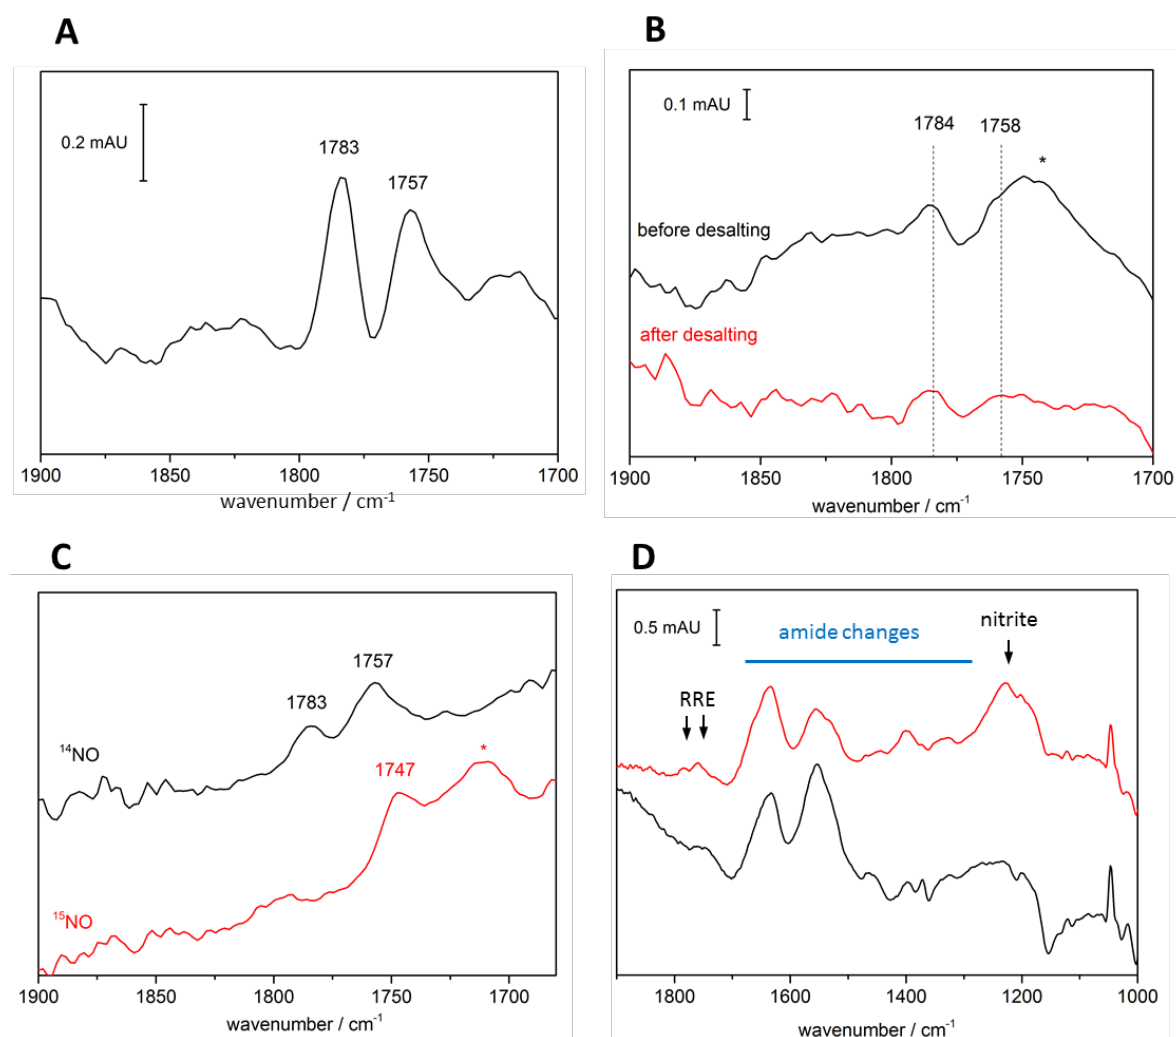 A
0.2 mAU
1783
1757
1900
1850
1800
1750
1700
wavenumber / cm⁻¹
B
0.1 mAU
1784
1758
*
before desalting
after desalting
1900
1850
1800
1750
1700
wavenumber / cm⁻¹
C
1757
1783
¹⁴NO
1747
*
¹⁵NO
1900
1850
1800
1750
1700
wavenumber / cm⁻¹
D
0.5 mAU
amide changes
nitrite
RRE
1800
1600
1400
1200
1000
wavenumber / cm⁻¹